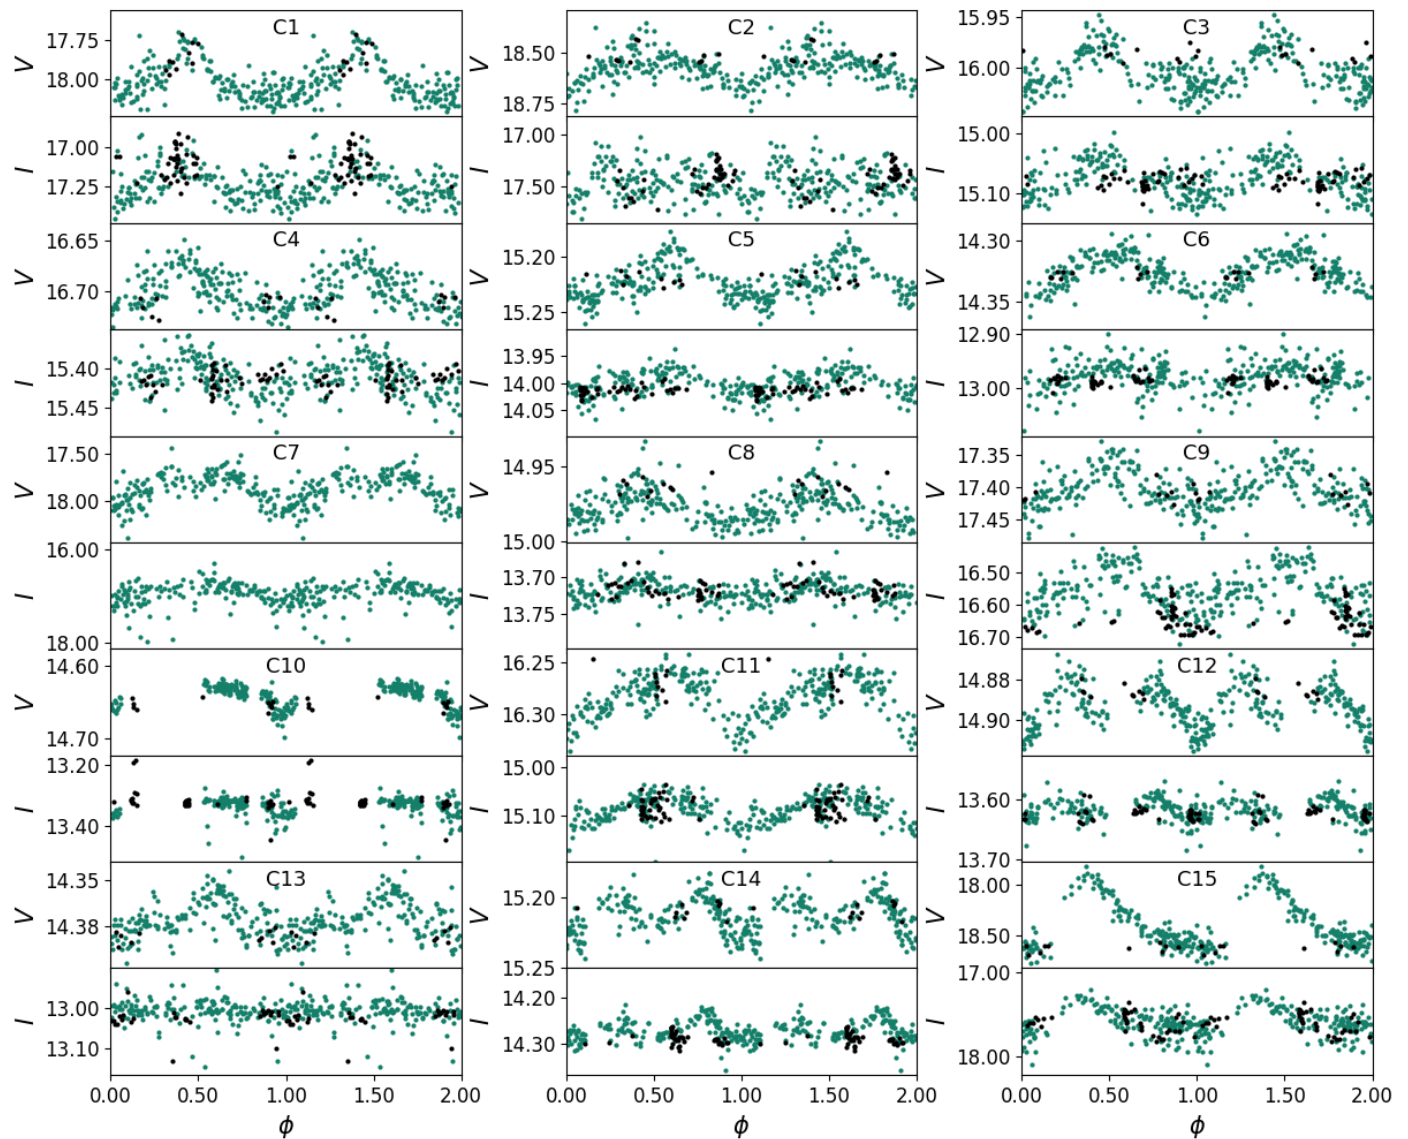 C1 C2 C3
V 17.75 18.00 V 18.50 18.75 V 15.95 16.00
I 17.00 17.25 I 17.00 17.50 I 15.00 15.10
C4 C5 C6
V 16.65 16.70 V 15.20 15.25 V 14.30 14.35
I 15.40 15.45 I 13.95 14.00 14.05 I 12.90 13.00
C7 C8 C9
V 17.50 18.00 V 14.95 15.00 V 17.35 17.40 17.45
I 16.00 18.00 I 13.70 13.75 I 16.50 16.60 16.70
C10 C11 C12
V 14.60 14.70 V 16.25 16.30 V 14.88 14.90
I 13.20 13.40 I 15.00 15.10 I 13.60 13.70
C13 C14 C15
V 14.35 14.38 V 15.20 15.25 V 18.00 18.50
I 13.00 13.10 I 14.20 14.30 I 17.00 18.00
0.00 0.50 1.00 1.50 2.00 0.00 0.50 1.00 1.50 2.00 0.00 0.50 1.00 1.50 2.00
ϕ ϕ ϕ